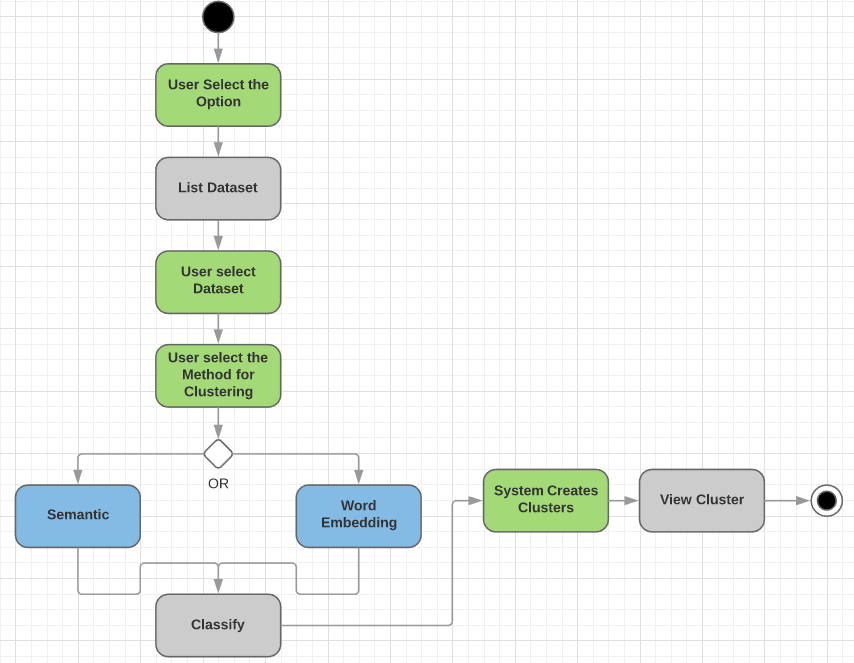 User Select the
Option
List Dataset
User select
Dataset
User select the
Method for
Clustering
OR
Semantic
Word
Embedding
System Creates
Clusters
View Cluster
Classify